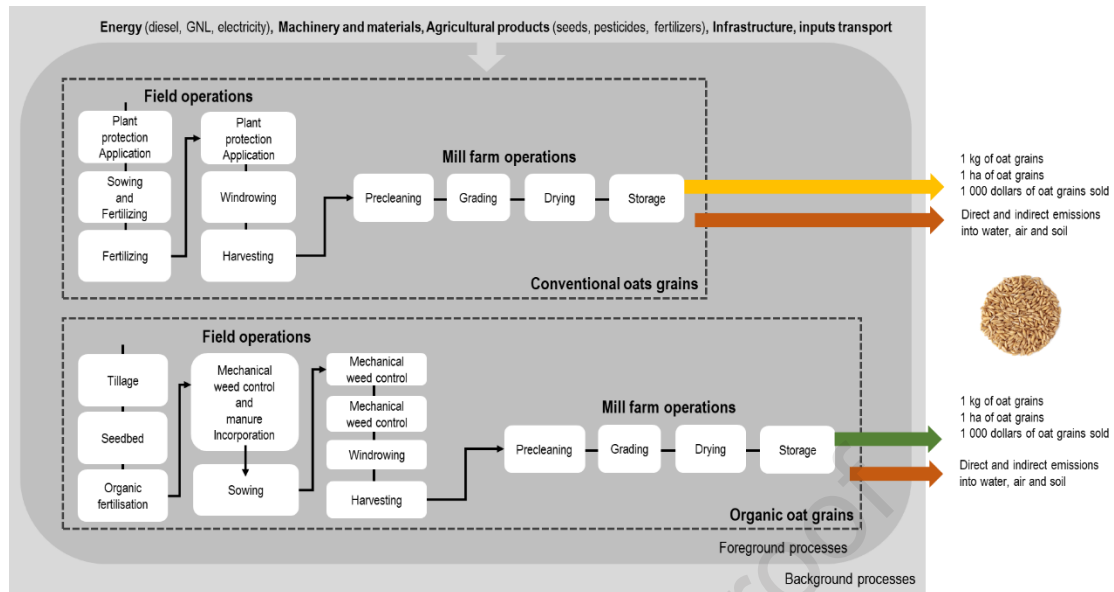 Energy (diesel, GNL, electricity), Machinery and materials, Agricultural products (seeds, pesticides, fertilizers), Infrastructure, inputs transport
Field operations
Plant
protection
Application
Sowing
and
Fertilizing
Fertilizing
Plant
protection
Application
Windrowing
Harvesting
Mill farm operations
Precleaning
Grading
Drying
Storage
Conventional oats grains
1 kg of oat grains
1 ha of oat grains
1 000 dollars of oat grains sold
Direct and indirect emissions
into water, air and soil
Field operations
Tillage
Seedbed
Organic
fertilisation
Mechanical
weed control
and
manure
Incorporation
Sowing
Mechanical
weed control
Mechanical
weed control
Windrowing
Harvesting
Mill farm operations
Precleaning
Grading
Drying
Storage
Organic oat grains
1 kg of oat grains
1 ha of oat grains
1 000 dollars of oat grains sold
Direct and indirect emissions
into water, air and soil
Foreground processes
Background processes